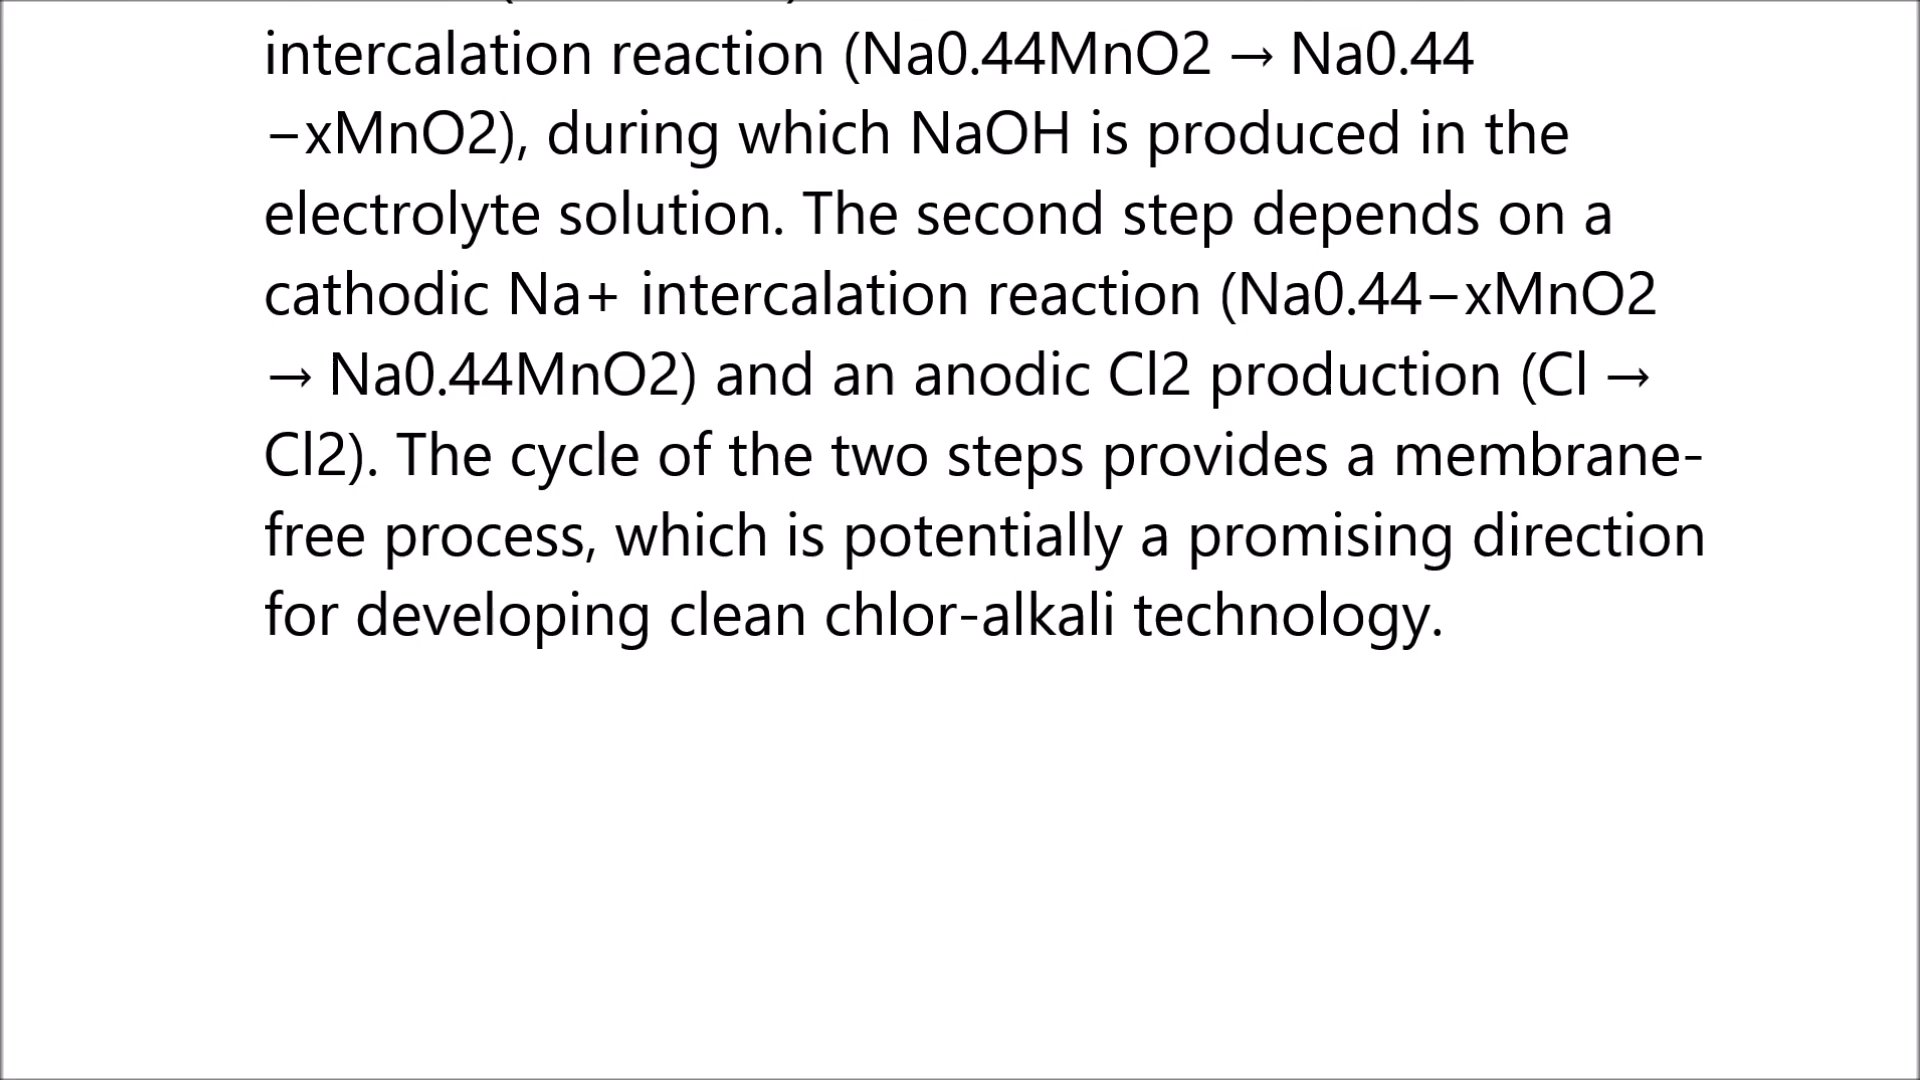 intercalation reaction (Na0.44MnO2 → Na0.44
−xMnO2), during which NaOH is produced in the
electrolyte solution. The second step depends on a
cathodic Na+ intercalation reaction (Na0.44−xMnO2
→ Na0.44MnO2) and an anodic Cl2 production (Cl →
Cl2). The cycle of the two steps provides a membrane-
free process, which is potentially a promising direction
for developing clean chlor-alkali technology.